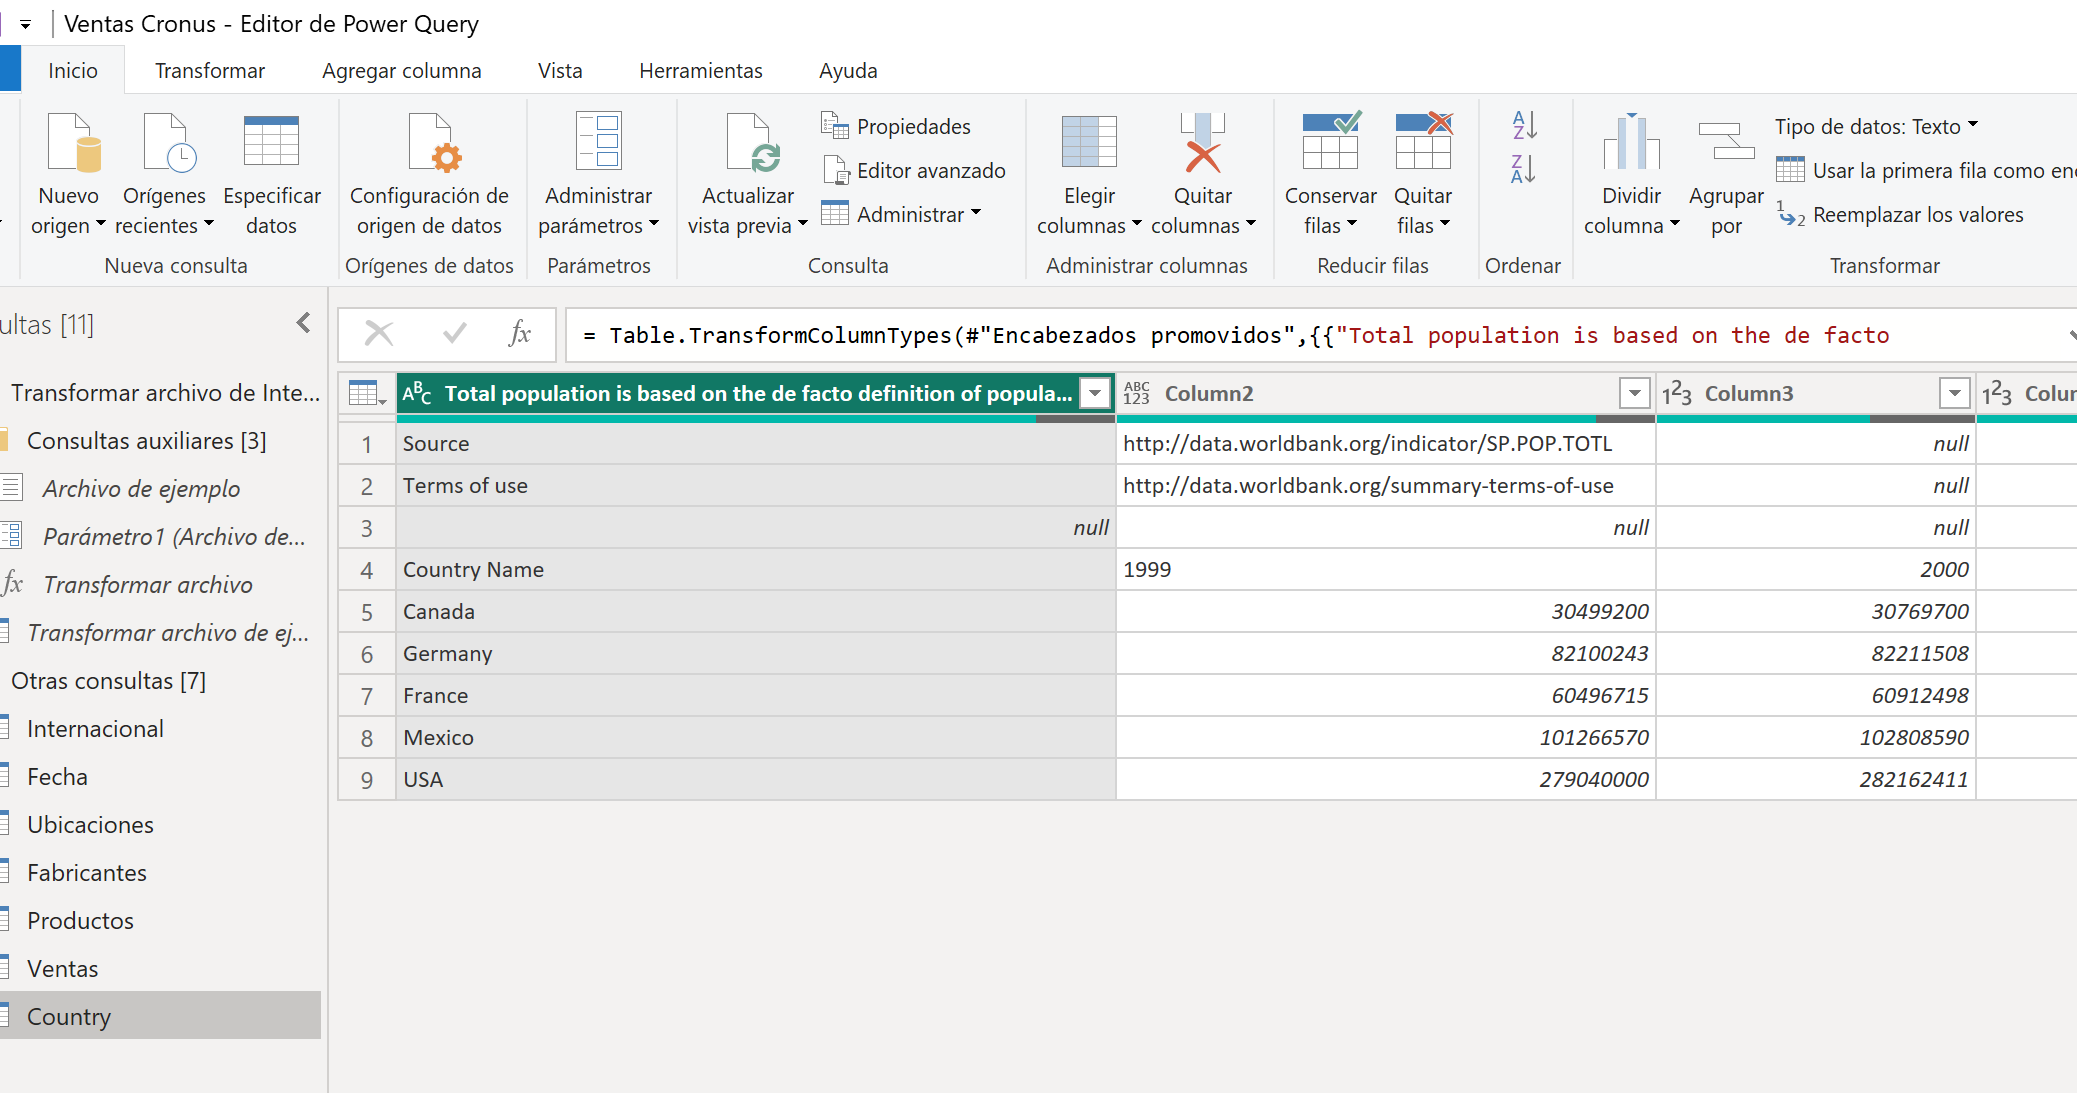 Ventas Cronus - Editor de Power Query
Inicio Transformar Agregar columna Vista Herramientas Ayuda
Nuevo origen
Orígenes recientes
Especificar datos
Nueva consulta
Configuración de origen de datos
Orígenes de datos
Administrar parámetros
Parámetros
Actualizar vista previa
Propiedades
Editor avanzado
Administrar
Consulta
Elegir columnas
Quitar columnas
Administrar columnas
Conservar filas
Quitar filas
Reducir filas
Ordenar
Dividir columna
Agrupar por
Tipo de datos: Texto
Usar la primera fila como en
Reemplazar los valores
Transformar
ultas [11]
Transformar archivo de Inte...
Consultas auxiliares [3]
Archivo de ejemplo
Parámetro1 (Archivo de...
Transformar archivo
Transformar archivo de ej...
Otras consultas [7]
Internacional
Fecha
Ubicaciones
Fabricantes
Productos
Ventas
Country
fx = Table.TransformColumnTypes(#"Encabezados promovidos",{{"Total population is based on the de facto
Total population is based on the de facto definition of popula... Column2 Column3 Colu
1 Source http://data.worldbank.org/indicator/SP.POP.TOTL null
2 Terms of use http://data.worldbank.org/summary-terms-of-use null
3 null null null
4 Country Name 1999 2000
5 Canada 30499200 30769700
6 Germany 82100243 82211508
7 France 60496715 60912498
8 Mexico 101266570 102808590
9 USA 279040000 282162411